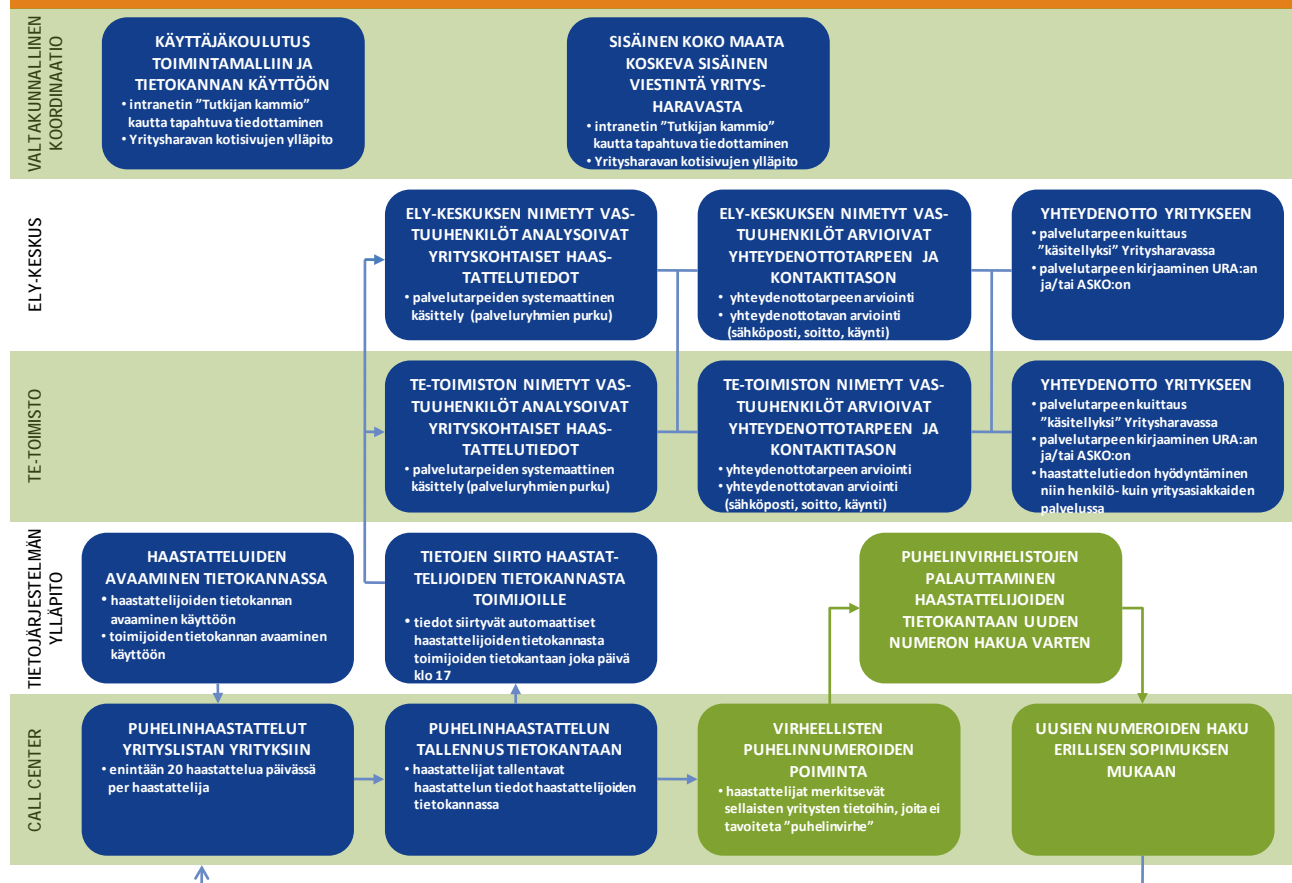 VALTAKUNNALLINEN
KOORDINAATIO
KÄYTTÄJÄKOULUTUS
TOIMINTAMALLIIN JA
TIETOKANNAN KÄYTTÖÖN
• intranetin ”Tutkijan kammio”
kautta tapahtuva tiedottaminen
• Yritysharavan kotisivujen ylläpito
SISÄINEN KOKO MAATA
KOSKEVA SISÄINEN
VIESTINTÄ YRITYS-
HARAVASTA
• intranetin ”Tutkijan kammio”
kautta tapahtuva tiedottaminen
• Yritysharavan kotisivujen ylläpito
ELY-KESKUS
ELY-KESKUKSEN NIMETYT VAS-
TUUHENKILÖT ANALYSOIVAT
YRITYSKOHTAISET HAAS-
TATTELUTIEDOT
• palvelutarpeiden systemaattinen
käsittely (palveluryhmien purku)
ELY-KESKUKSEN NIMETYT VAS-
TUUHENKILÖT ARVIOIVAT
YHTEYDENOTTOTARPEEN JA
KONTAKTITASON
• yhteydenottotarpeen arviointi
• yhteydenottotavan arviointi
(sähköposti, soitto, käynti)
YHTEYDENOTTO YRITYKSEEN
• palvelutarpeen kuittaus
”käsitellyksi” Yritysharavassa
• palvelutarpeen kirjaaminen URA:an
ja/tai ASKO:on
TE-TOIMISTO
TE-TOIMISTON NIMETYT VAS-
TUUHENKILÖT ANALYSOIVAT
YRITYSKOHTAISET HAAS-
TATTELUTIEDOT
• palvelutarpeiden systemaattinen
käsittely (palveluryhmien purku)
TE-TOIMISTON NIMETYT VAS-
TUUHENKILÖT ARVIOIVAT
YHTEYDENOTTOTARPEEN JA
KONTAKTITASON
• yhteydenottotarpeen arviointi
• yhteydenottotavan arviointi
(sähköposti, soitto, käynti)
YHTEYDENOTTO YRITYKSEEN
• palvelutarpeen kuittaus
”käsitellyksi” Yritysharavassa
• palvelutarpeen kirjaaminen URA:an
ja/tai ASKO:on
• haastattelutiedon hyödyntäminen
niin henkilö- kuin yritysasiakkaiden
palvelussa
TIETOJÄRJESTELMÄN
YLLÄPITO
HAASTATTELUIDEN
AVAAMINEN TIETOKANNASSA
• haastattelijoiden tietokannan
avaaminen käyttöön
• toimijoiden tietokannan avaaminen
käyttöön
TIETOJEN SIIRTO HAASTAT-
TELIJOIDEN TIETOKANNASTA
TOIMIJOILLE
• tiedot siirtyvät automaattiset
haastattelijoiden tietokannasta
toimijoiden tietokantaan joka päivä
klo 17
PUHELINVIRHELISTOJEN
PALAUTTAMINEN
HAASTATTELIJOIDEN
TIETOKANTAAN UUDEN
NUMERON HAKUA VARTEN
CALL CENTER
PUHELINHAASTATTELUT
YRITYSLISTAN YRITYKSIIN
• enintään 20 haastattelua päivässä
per haastattelija
PUHELINHAASTATTELUN
TALLENNUS TIETOKANTAAN
• haastattelijat tallentavat
haastattelun tiedot haastattelijoiden
tietokannassa
VIRHEELLISTEN
PUHELINNUMEROIDEN
POIMINTA
• haastattelijat merkitsevät
sellaisten yritysten tietoihin, joita ei
tavoiteta ”puhelinvirhe”
UUSIEN NUMEROIDEN HAKU
ERILLISEN SOPIMUKSEN
MUKAAN